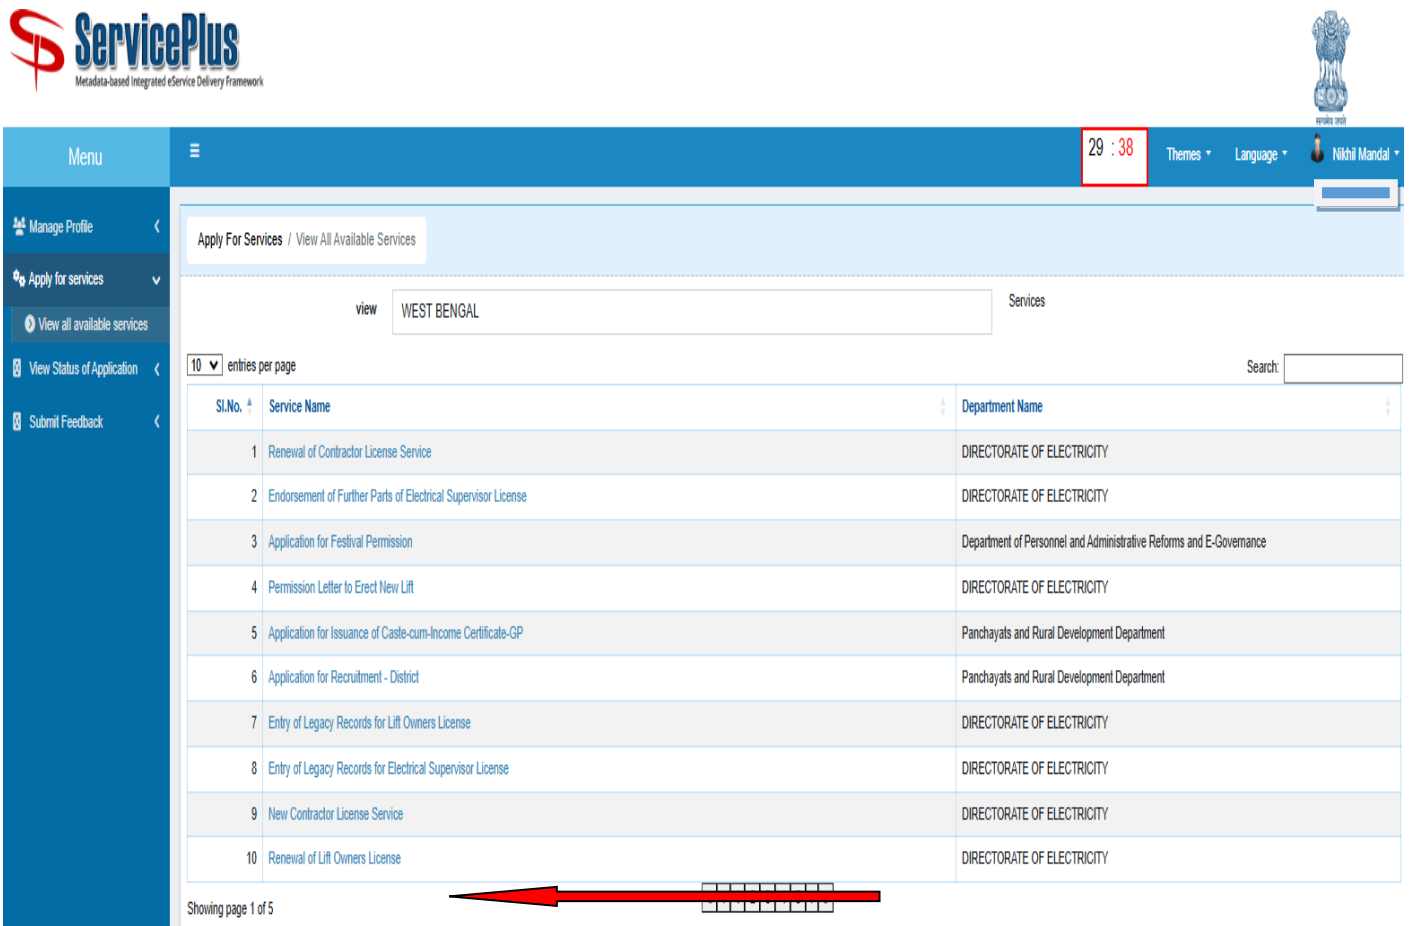 ServicePlus
Metadata-based Integrated eService Delivery Framework
सत्यमेव जयते
Menu
29 : 38
Themes
Language
Nikhil Mandal
Manage Profile
Apply for services
View all available services
View Status of Application
Submit Feedback
Apply For Services / View All Available Services
view WEST BENGAL Services
10 entries per page Search:
Sl.No. Service Name Department Name
1 Renewal of Contractor License Service DIRECTORATE OF ELECTRICITY
2 Endorsement of Further Parts of Electrical Supervisor License DIRECTORATE OF ELECTRICITY
3 Application for Festival Permission Department of Personnel and Administrative Reforms and E-Governance
4 Permission Letter to Erect New Lift DIRECTORATE OF ELECTRICITY
5 Application for Issuance of Caste-cum-Income Certificate-GP Panchayats and Rural Development Department
6 Application for Recruitment - District Panchayats and Rural Development Department
7 Entry of Legacy Records for Lift Owners License DIRECTORATE OF ELECTRICITY
8 Entry of Legacy Records for Electrical Supervisor License DIRECTORATE OF ELECTRICITY
9 New Contractor License Service DIRECTORATE OF ELECTRICITY
10 Renewal of Lift Owners License DIRECTORATE OF ELECTRICITY
Showing page 1 of 5